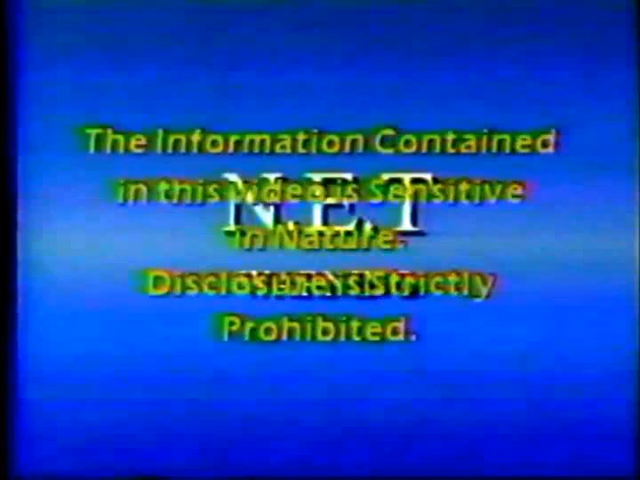 The Information Contained
in this Video is Sensitive
N.E.T
in Nature.
Disclosure is Strictly
Prohibited.